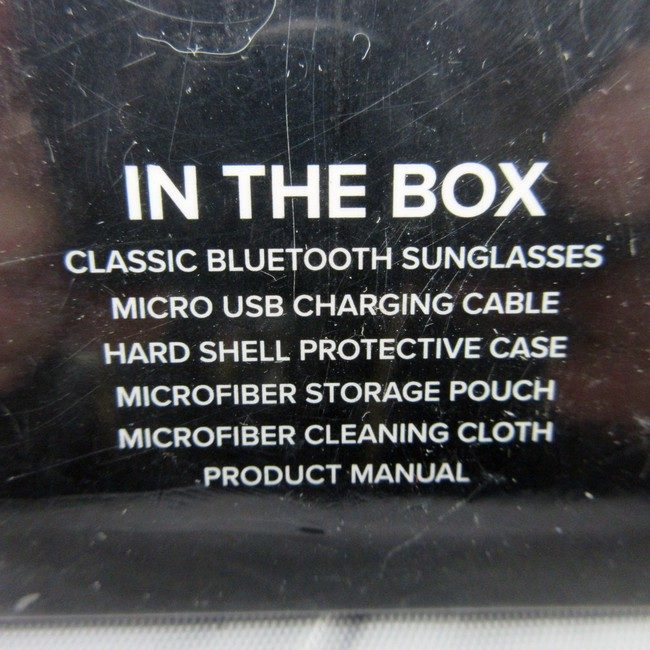 IN THE BOX
CLASSIC BLUETOOTH SUNGLASSES
MICRO USB CHARGING CABLE
HARD SHELL PROTECTIVE CASE
MICROFIBER STORAGE POUCH
MICROFIBER CLEANING CLOTH
PRODUCT MANUAL